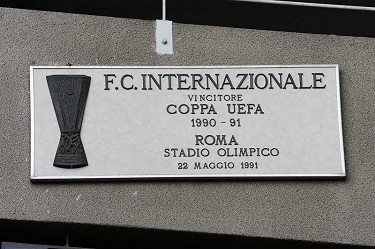 F.C. INTERNAZIONALE
VINCITORE
COPPA UEFA
1990 - 91
ROMA
STADIO OLIMPICO
22 MAGGIO 1991